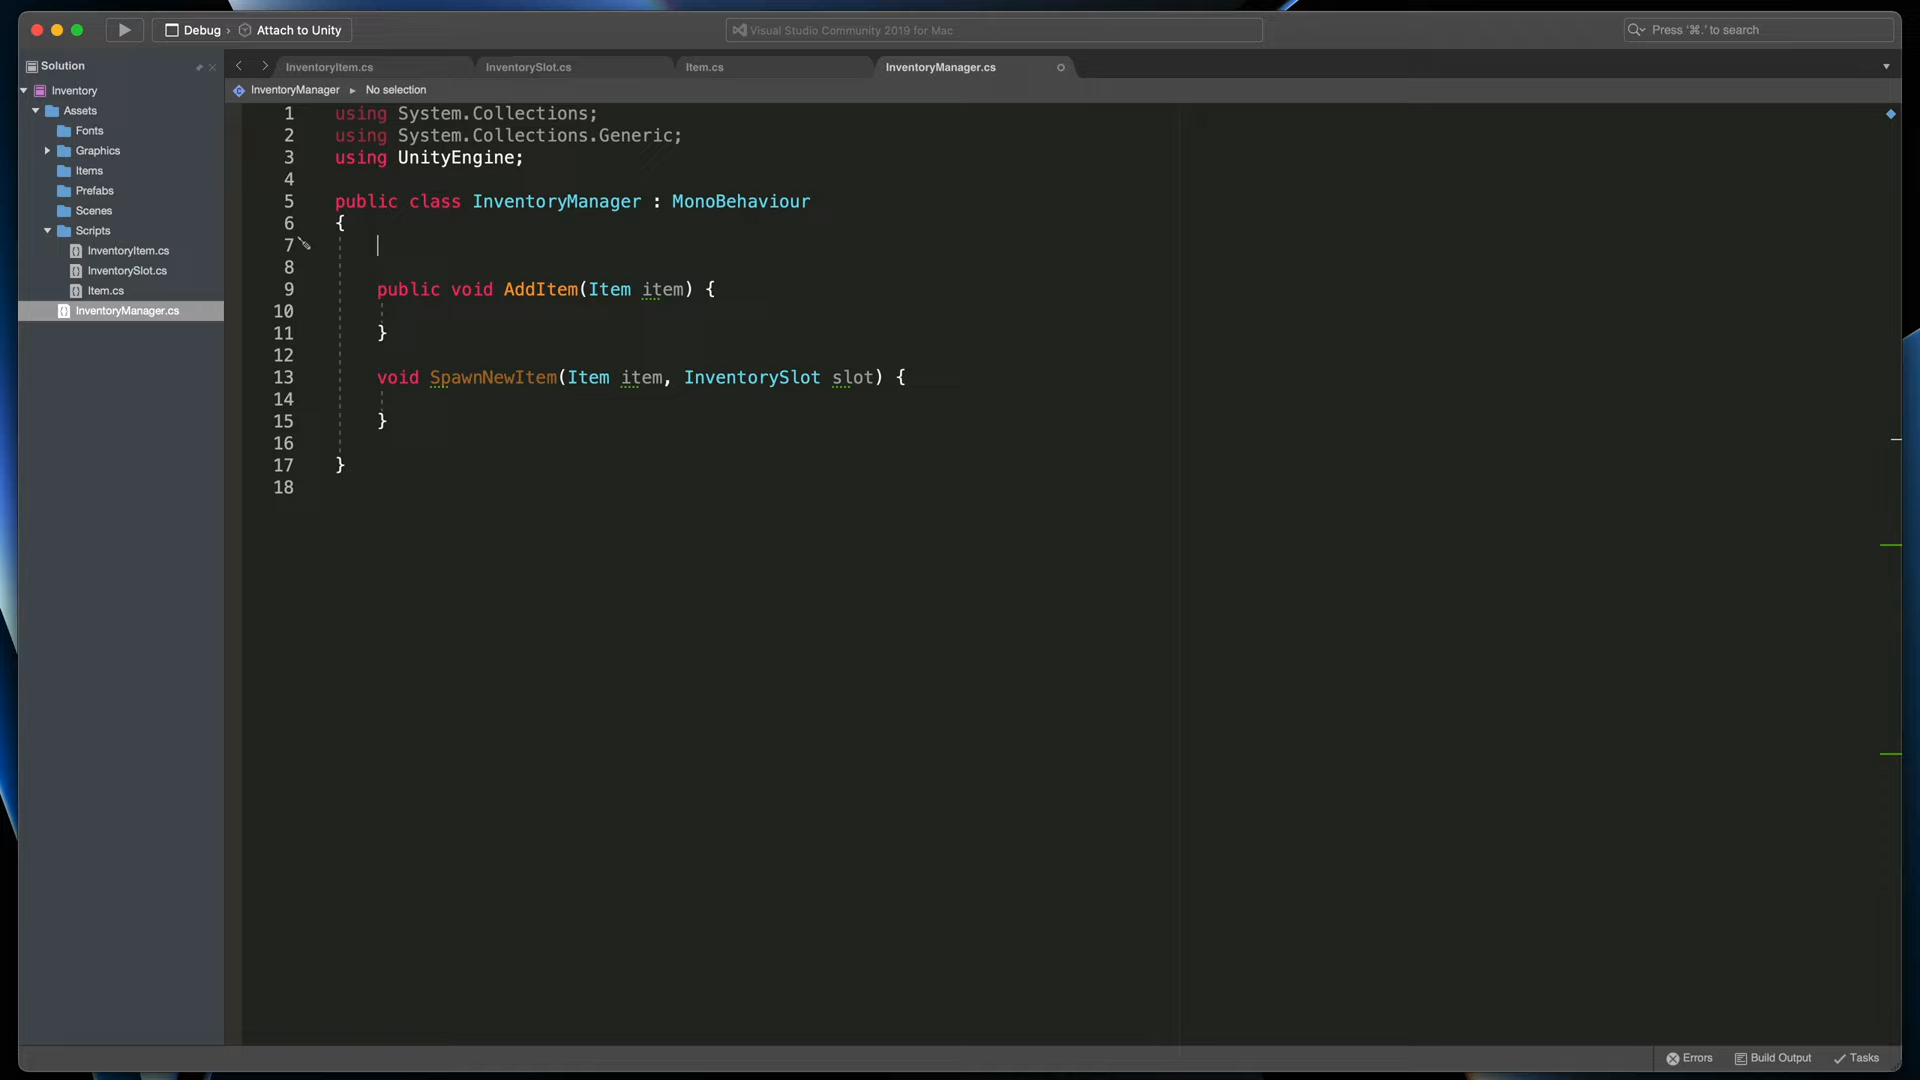 Debug › Attach to Unity
Visual Studio Community 2019 for Mac
Press '⌘.' to search
Solution
InventoryItem.cs
InventorySlot.cs
Item.cs
InventoryManager.cs
InventoryManager ▸ No selection
Inventory
Assets
Fonts
Graphics
Items
Prefabs
Scenes
Scripts
InventoryItem.cs
InventorySlot.cs
Item.cs
InventoryManager.cs
1 using System.Collections;
2 using System.Collections.Generic;
3 using UnityEngine;
4
5 public class InventoryManager : MonoBehaviour
6 {
7
8
9 public void AddItem(Item item) {
10
11 }
12
13 void SpawnNewItem(Item item, InventorySlot slot) {
14
15 }
16
17 }
18
Errors
Build Output
Tasks